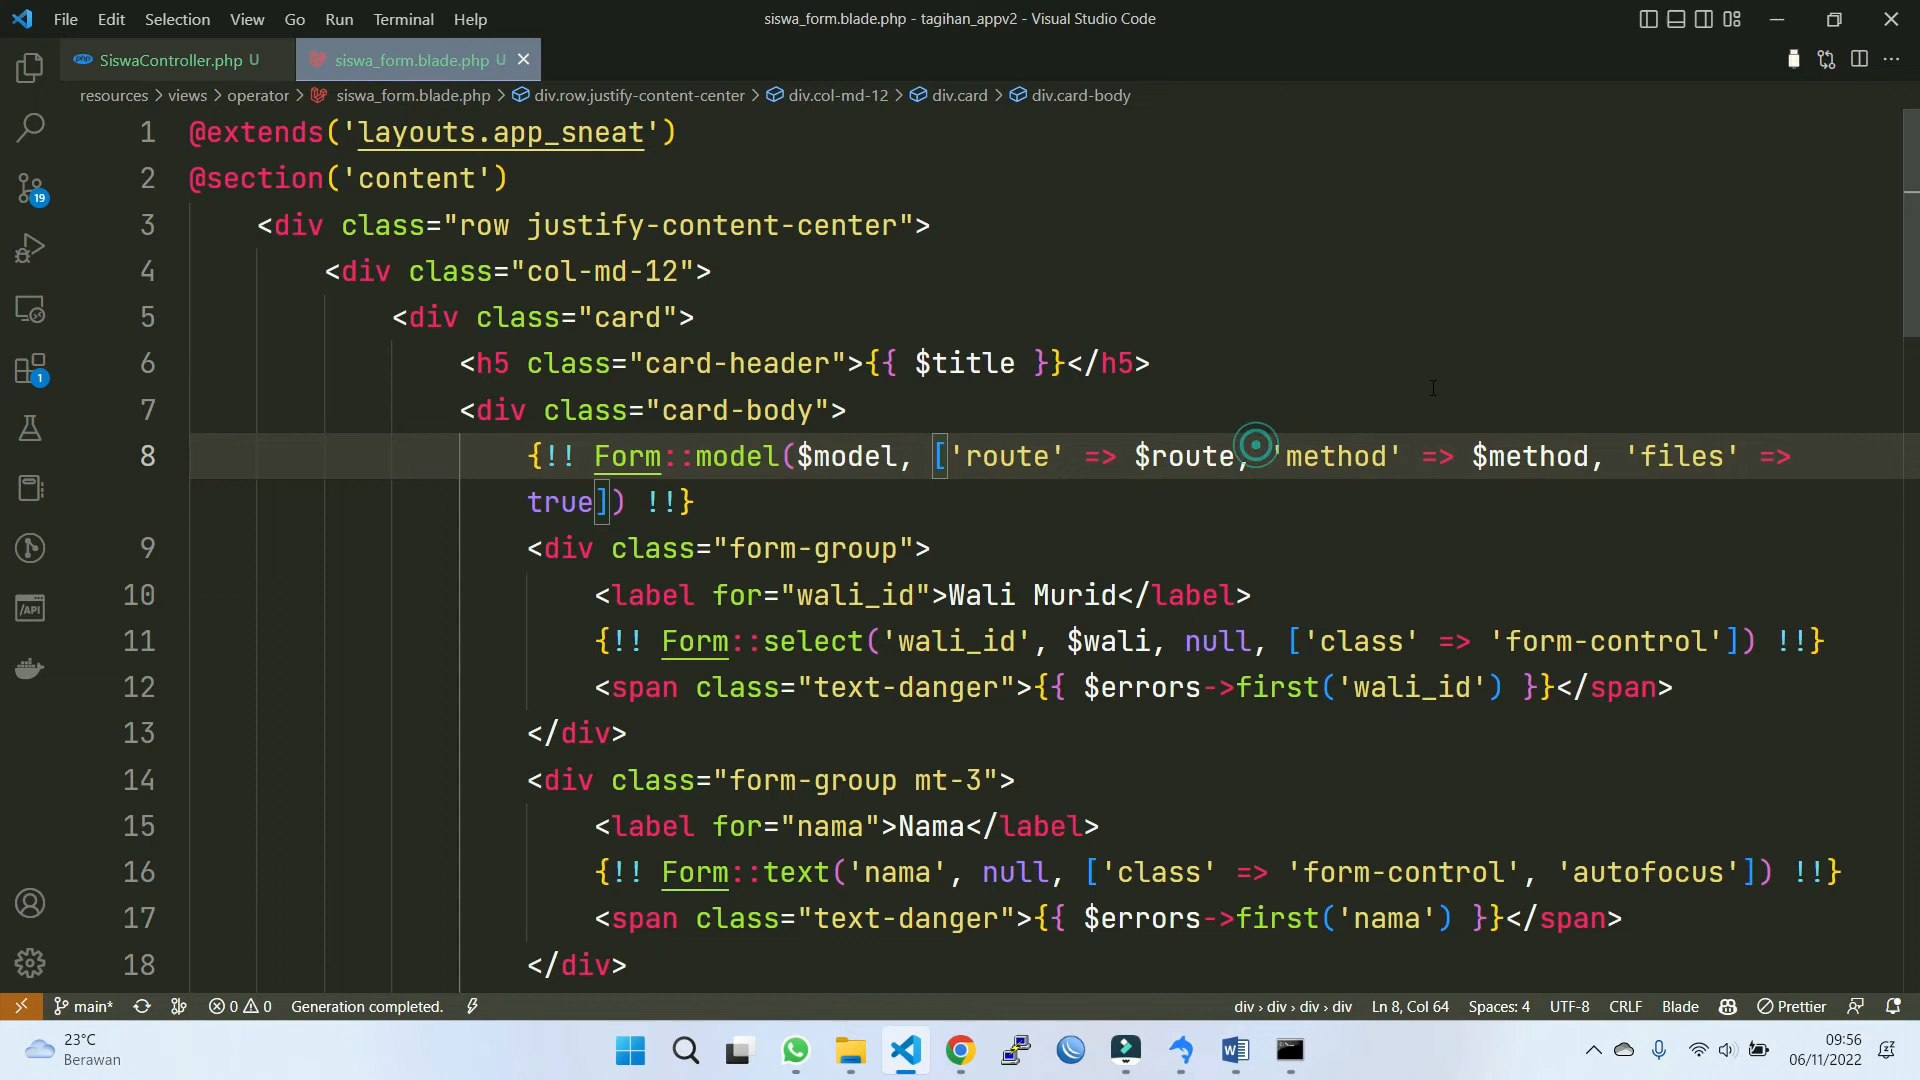 File Edit Selection View Go Run Terminal Help
siswa_form.blade.php - tagihan_appv2 - Visual Studio Code
SiswaController.php U
siswa_form.blade.php U
resources > views > operator > siswa_form.blade.php > div.row.justify-content-center > div.col-md-12 > div.card > div.card-body
1 @extends('layouts.app_sneat')
2 @section('content')
3 <div class="row justify-content-center">
4 <div class="col-md-12">
5 <div class="card">
6 <h5 class="card-header">{{ $title }}</h5>
7 <div class="card-body">
8 {!! Form::model($model, ['route' => $route, 'method' => $method, 'files' =>
true]) !!}
9 <div class="form-group">
10 <label for="wali_id">Wali Murid</label>
11 {!! Form::select('wali_id', $wali, null, ['class' => 'form-control']) !!}
12 <span class="text-danger">{{ $errors->first('wali_id') }}</span>
13 </div>
14 <div class="form-group mt-3">
15 <label for="nama">Nama</label>
16 {!! Form::text('nama', null, ['class' => 'form-control', 'autofocus']) !!}
17 <span class="text-danger">{{ $errors->first('nama') }}</span>
18 </div>
19
1
/API
main* 0 0 Generation completed.
div › div › div › div Ln 8, Col 64 Spaces: 4 UTF-8 CRLF Blade Prettier
23°C
Berawan
09:56
06/11/2022